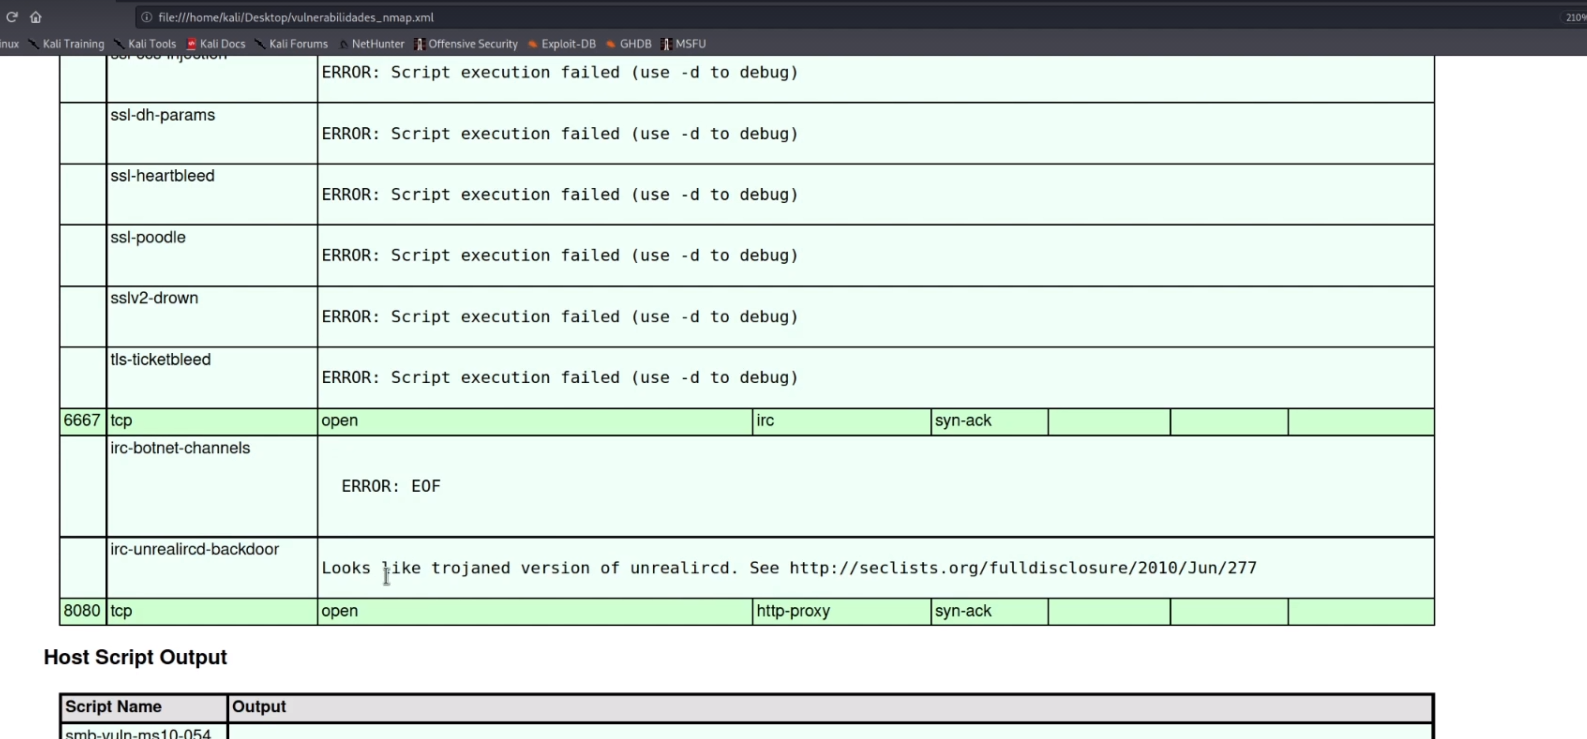 file:///home/kali/Desktop/vulnerabilidades_nmap.xml 210%
Kali Training Kali Tools Kali Docs Kali Forums NetHunter Offensive Security Exploit-DB GHDB MSFU
ERROR: Script execution failed (use -d to debug)
ssl-dh-params
ERROR: Script execution failed (use -d to debug)
ssl-heartbleed
ERROR: Script execution failed (use -d to debug)
ssl-poodle
ERROR: Script execution failed (use -d to debug)
sslv2-drown
ERROR: Script execution failed (use -d to debug)
tls-ticketbleed
ERROR: Script execution failed (use -d to debug)
6667 tcp open irc syn-ack
irc-botnet-channels
ERROR: EOF
irc-unrealircd-backdoor
Looks like trojaned version of unrealircd. See http://seclists.org/fulldisclosure/2010/Jun/277
8080 tcp open http-proxy syn-ack
Host Script Output
Script Name Output
smb-vuln-ms10-054